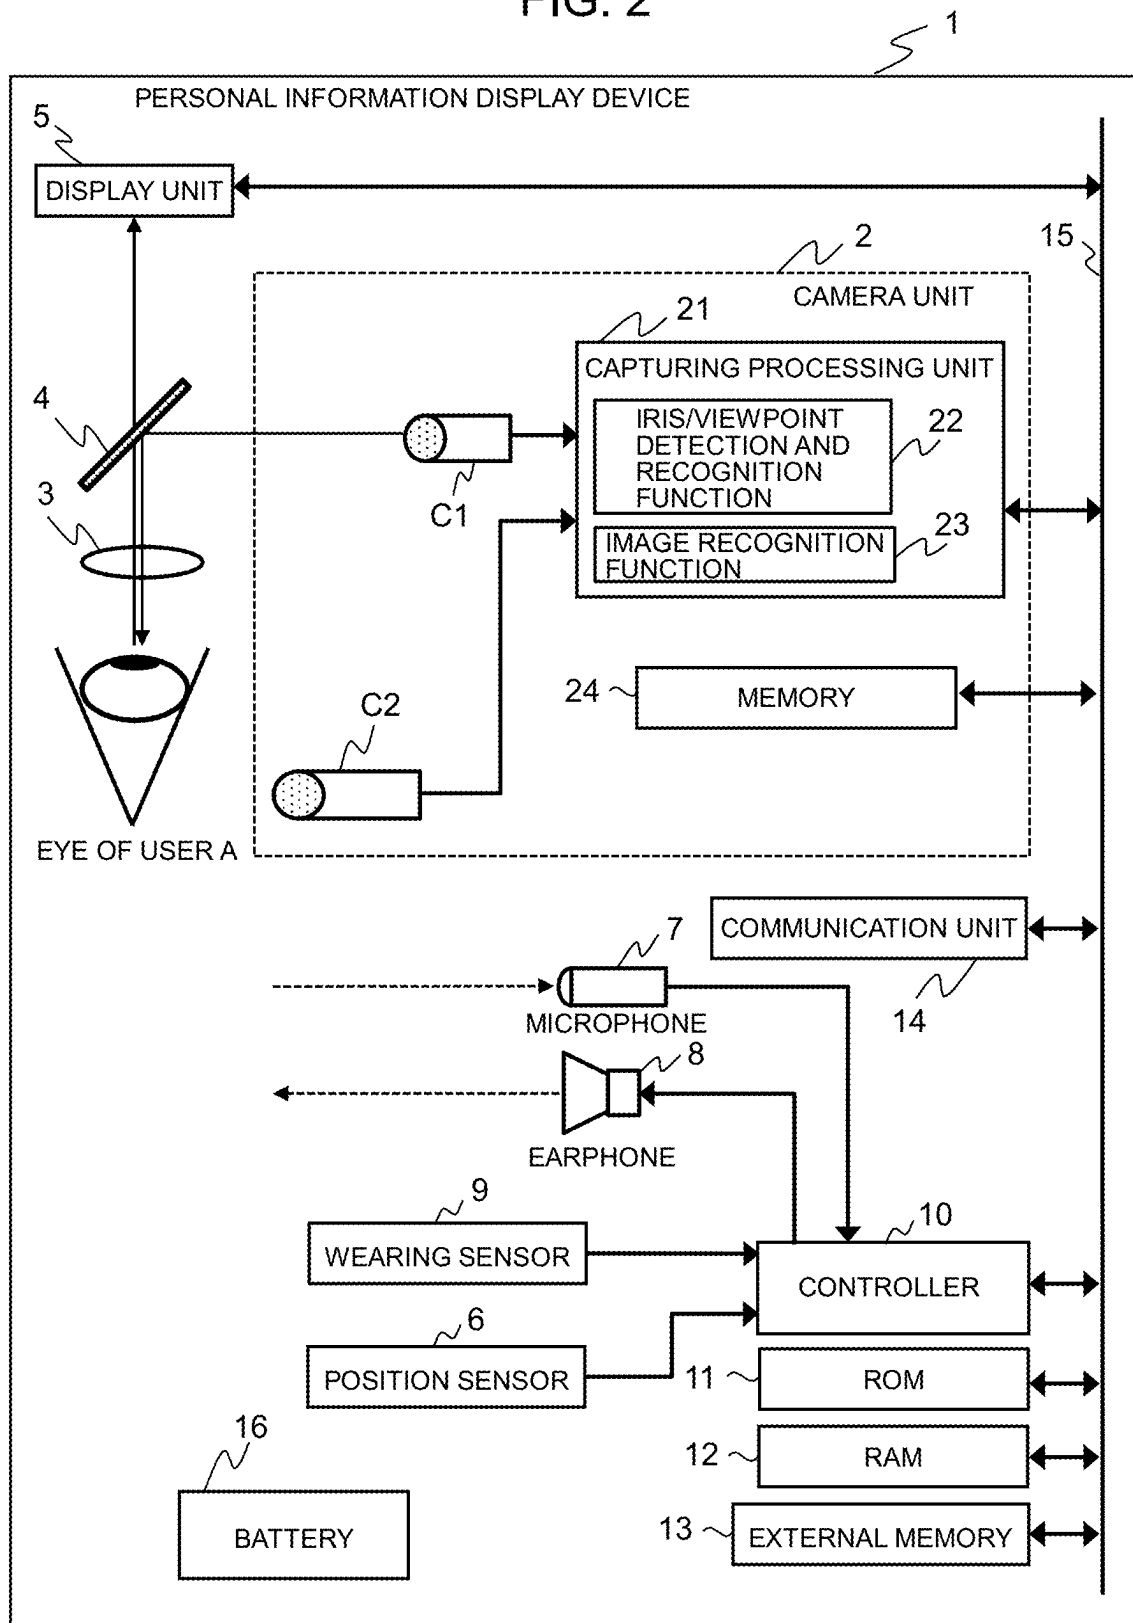 FIG. 2
1
PERSONAL INFORMATION DISPLAY DEVICE
5
DISPLAY UNIT
15
2
CAMERA UNIT
21
CAPTURING PROCESSING UNIT
4
IRIS/VIEWPOINT
DETECTION AND
RECOGNITION
FUNCTION
22
C1
3
IMAGE RECOGNITION
FUNCTION
23
24
MEMORY
C2
EYE OF USER A
COMMUNICATION UNIT
14
7
MICROPHONE
8
EARPHONE
9
WEARING SENSOR
10
CONTROLLER
6
POSITION SENSOR
11
ROM
12
RAM
16
BATTERY
13
EXTERNAL MEMORY